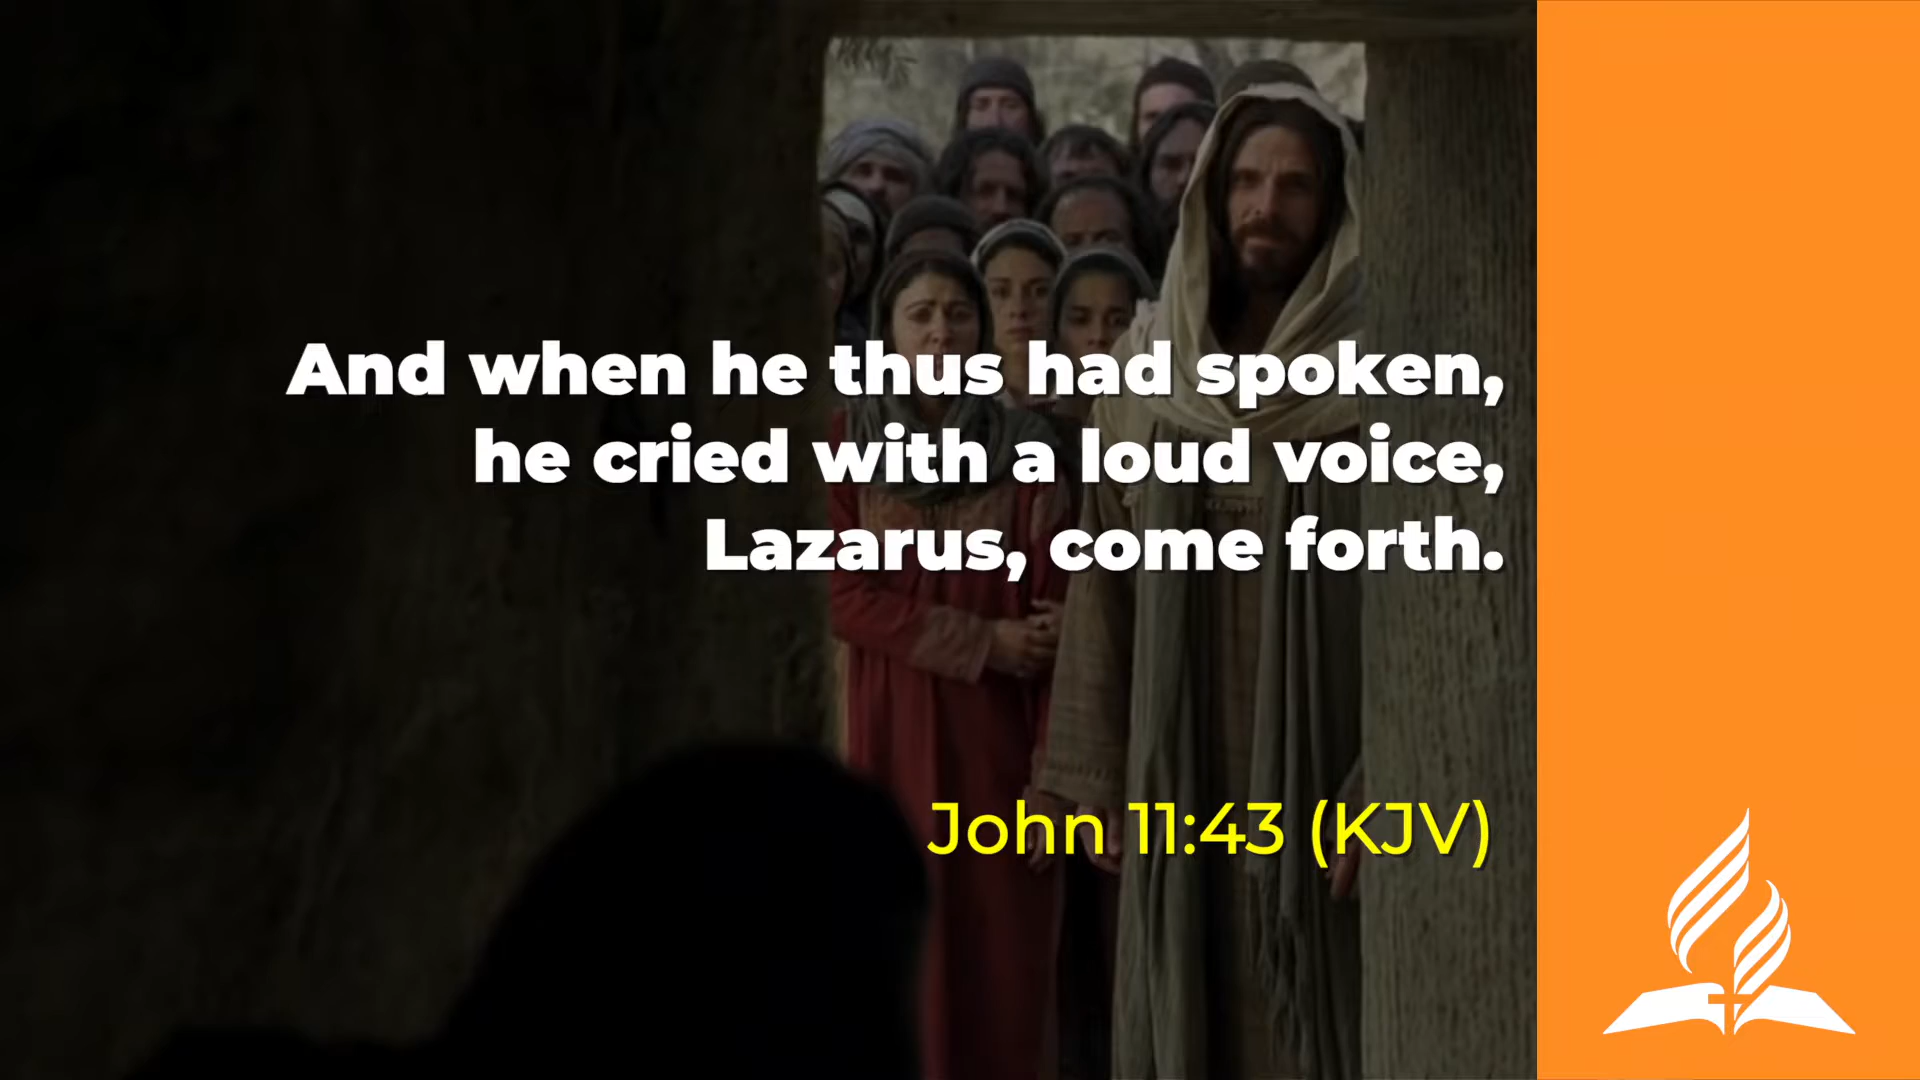 And when he thus had spoken,
he cried with a loud voice,
Lazarus, come forth.
John 11:43 (KJV)